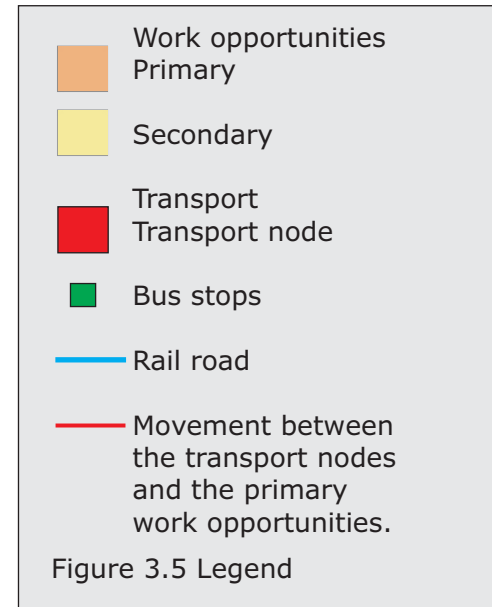 Work opportunities
Primary
Secondary
Transport
Transport node
Bus stops
Rail road
Movement between
the transport nodes
and the primary
work opportunities.
Figure 3.5 Legend